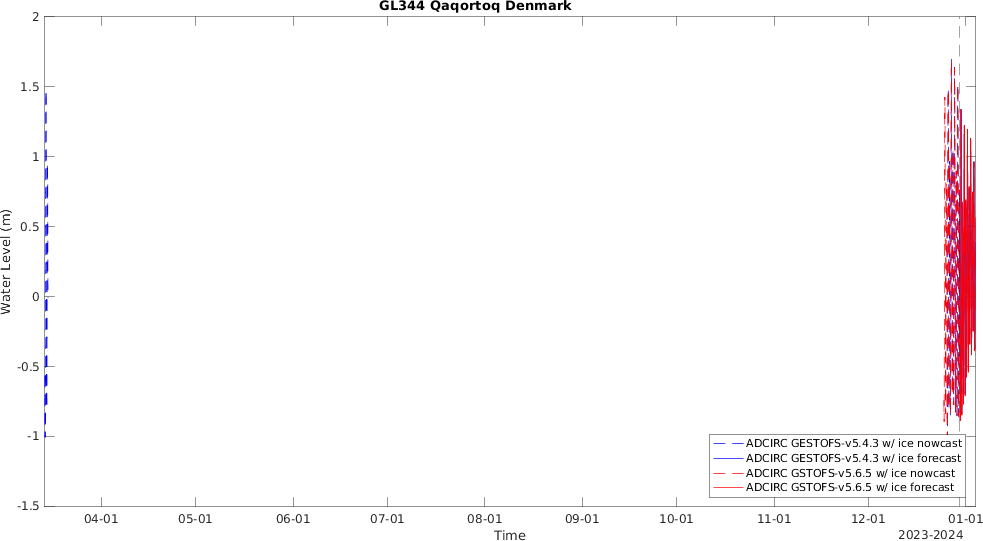 GL344 Qaqortoq Denmark
2
1.5
1
0.5
0
-0.5
-1
-1.5
Water Level (m)
ADCIRC GESTOFS-v5.4.3 w/ ice nowcast
ADCIRC GESTOFS-v5.4.3 w/ ice forecast
ADCIRC GSTOFS-v5.6.5 w/ ice nowcast
ADCIRC GSTOFS-v5.6.5 w/ ice forecast
04-01 05-01 06-01 07-01 08-01 09-01 10-01 11-01 12-01 01-01
Time
2023-2024